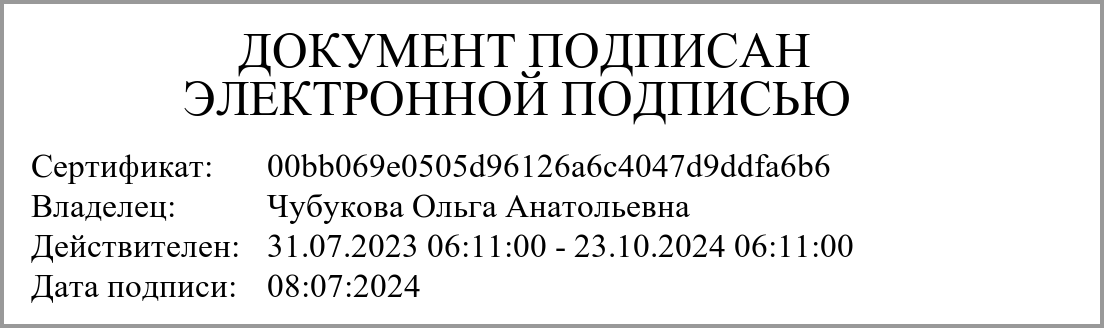 ДОКУМЕНТ ПОДПИСАН
ЭЛЕКТРОННОЙ ПОДПИСЬЮ
Сертификат: 00bb069e0505d96126a6c4047d9ddfa6b6
Владелец: Чубукова Ольга Анатольевна
Действителен: 31.07.2023 06:11:00 - 23.10.2024 06:11:00
Дата подписи: 08:07:2024